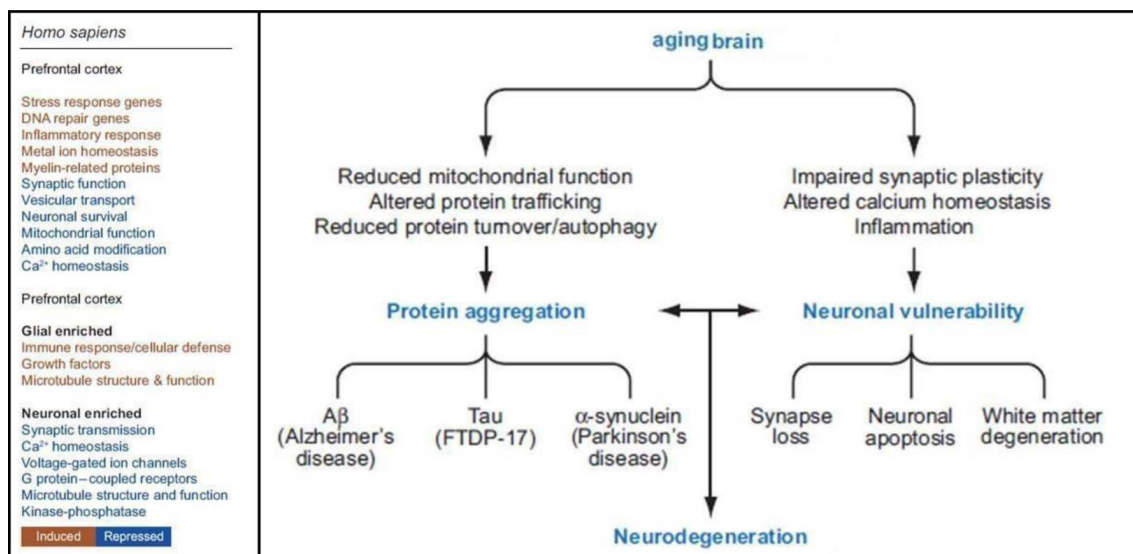 Homo sapiens
Prefrontal cortex
Stress response genes
DNA repair genes
Inflammatory response
Metal ion homeostasis
Myelin-related proteins
Synaptic function
Vesicular transport
Neuronal survival
Mitochondrial function
Amino acid modification
Ca²⁺ homeostasis
Prefrontal cortex
Glial enriched
Immune response/cellular defense
Growth factors
Microtubule structure & function
Neuronal enriched
Synaptic transmission
Ca²⁺ homeostasis
Voltage-gated ion channels
G protein–coupled receptors
Microtubule structure and function
Kinase-phosphatase
Induced Repressed
aging brain
Reduced mitochondrial function
Altered protein trafficking
Reduced protein turnover/autophagy
Impaired synaptic plasticity
Altered calcium homeostasis
Inflammation
Protein aggregation
Neuronal vulnerability
Aβ
(Alzheimer's
disease)
Tau
(FTDP-17)
α-synuclein
(Parkinson's
disease)
Synapse
loss
Neuronal
apoptosis
White matter
degeneration
Neurodegeneration